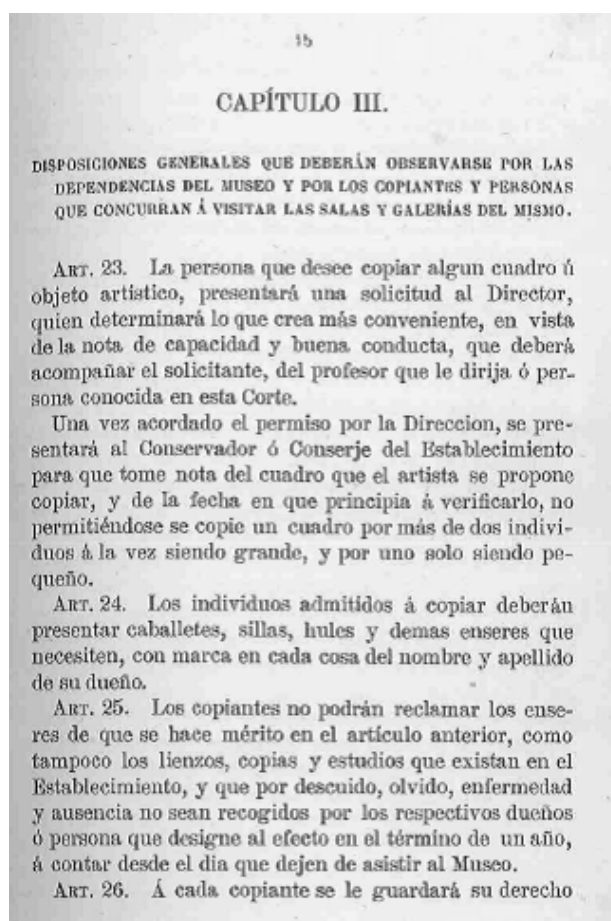 15
CAPÍTULO III.
DISPOSICIONES GENERALES QUE DEBERÁN OBSERVARSE POR LAS
DEPENDENCIAS DEL MUSEO Y POR LOS COPIANTES Y PERSONAS
QUE CONCURRAN Á VISITAR LAS SALAS Y GALERÍAS DEL MISMO.
ART. 23. La persona que desee copiar algun cuadro ú
objeto artistico, presentará una solicitud al Director,
quien determinará lo que crea más conveniente, en vista
de la nota de capacidad y buena conducta, que deberá
acompañar el solicitante, del profesor que le dirija ó per-
sona conocida en esta Corte.
Una vez acordado el permiso por la Direccion, se pre-
sentará al Conservador ó Conserje del Establecimiento
para que tome nota del cuadro que el artista se propone
copiar, y de la fecha en que principia á verificarlo, no
permitiéndose se copie un cuadro por más de dos indivi-
duos á la vez siendo grande, y por uno solo siendo pe-
queño.
ART. 24. Los individuos admitidos á copiar deberán
presentar caballetes, sillas, hules y demas enseres que
necesiten, con marca en cada cosa del nombre y apellido
de su dueño.
ART. 25. Los copiantes no podrán reclamar los ense-
res de que se hace mérito en el artículo anterior, como
tampoco los lienzos, copias y estudios que existan en el
Establecimiento, y que por descuido, olvido, enfermedad
y ausencia no sean recogidos por los respectivos dueños
ó persona que designe al efecto en el término de un año,
á contar desde el dia que dejen de asistir al Museo.
ART. 26. Á cada copiante se le guardará su derecho